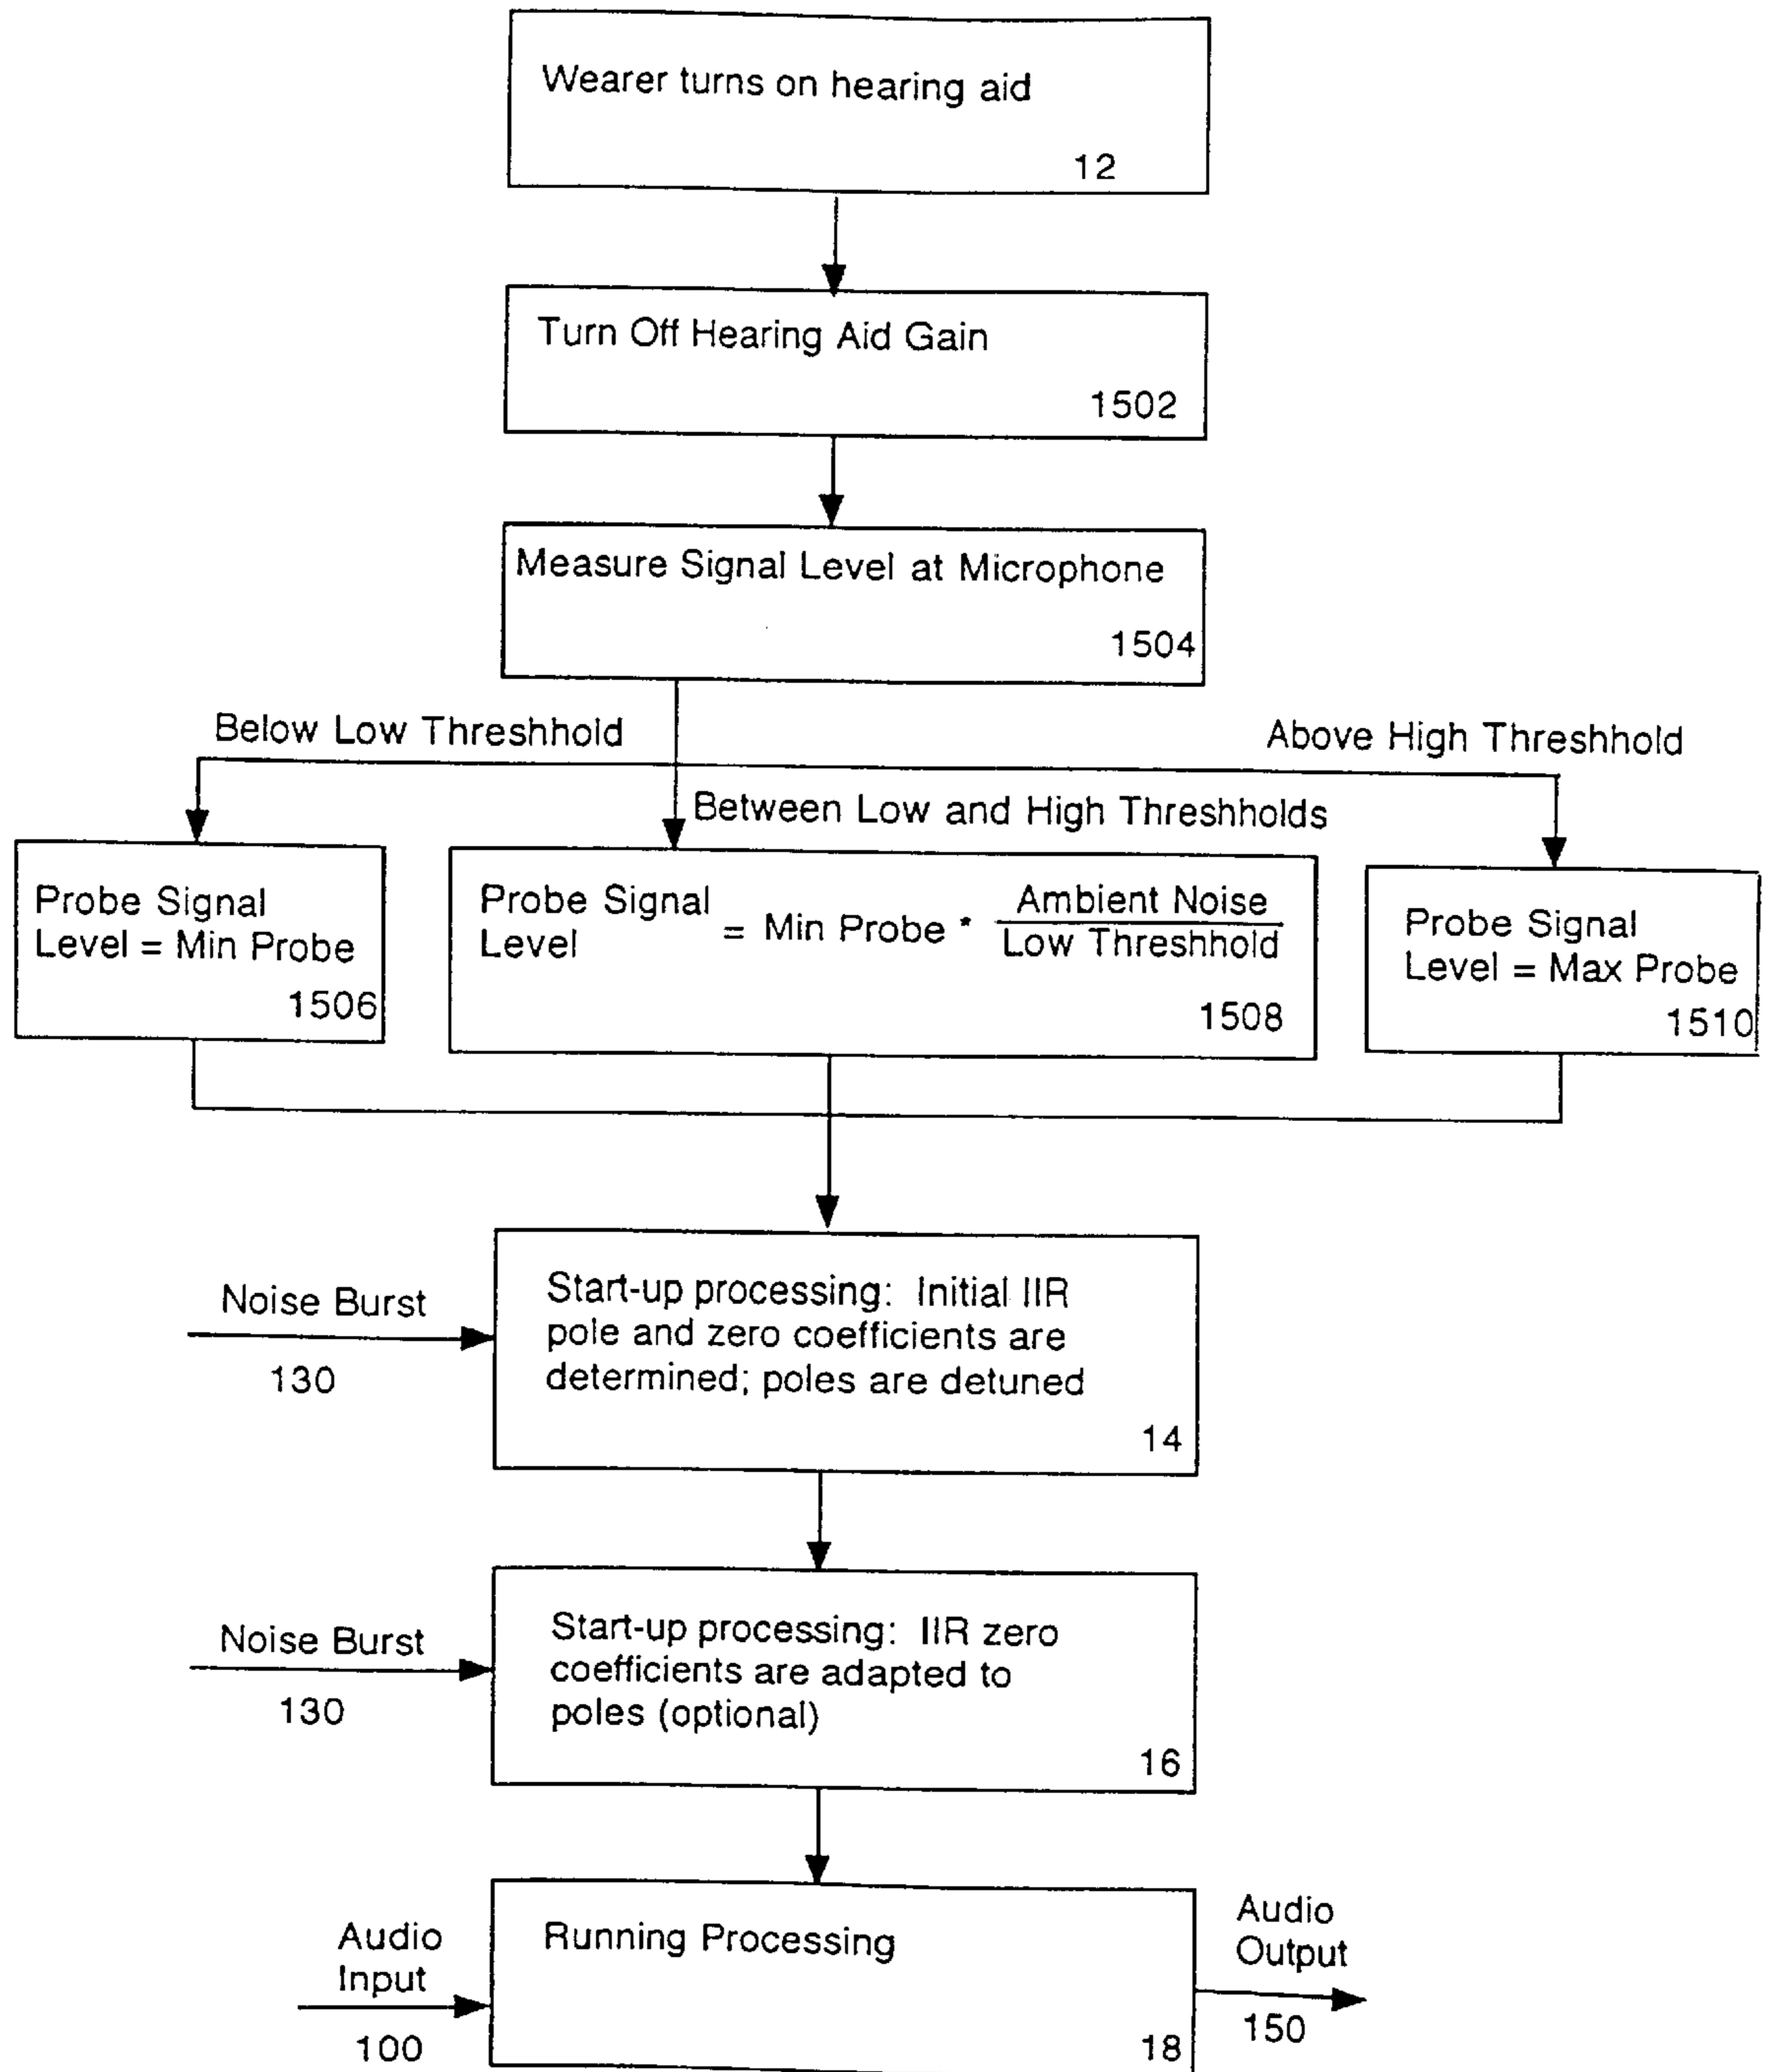 Wearer turns on hearing aid
12
Turn Off Hearing Aid Gain
1502
Measure Signal Level at Microphone
1504
Below Low Threshhold
Above High Threshhold
Between Low and High Threshholds
Probe Signal
Level = Min Probe
1506
Probe Signal
Level = Min Probe * Ambient Noise
Low Threshhold
1508
Probe Signal
Level = Max Probe
1510
Noise Burst
130
Start-up processing: Initial IIR
pole and zero coefficients are
determined; poles are detuned
14
Noise Burst
130
Start-up processing: IIR zero
coefficients are adapted to
poles (optional)
16
Audio
Input
100
Running Processing
18
Audio
Output
150